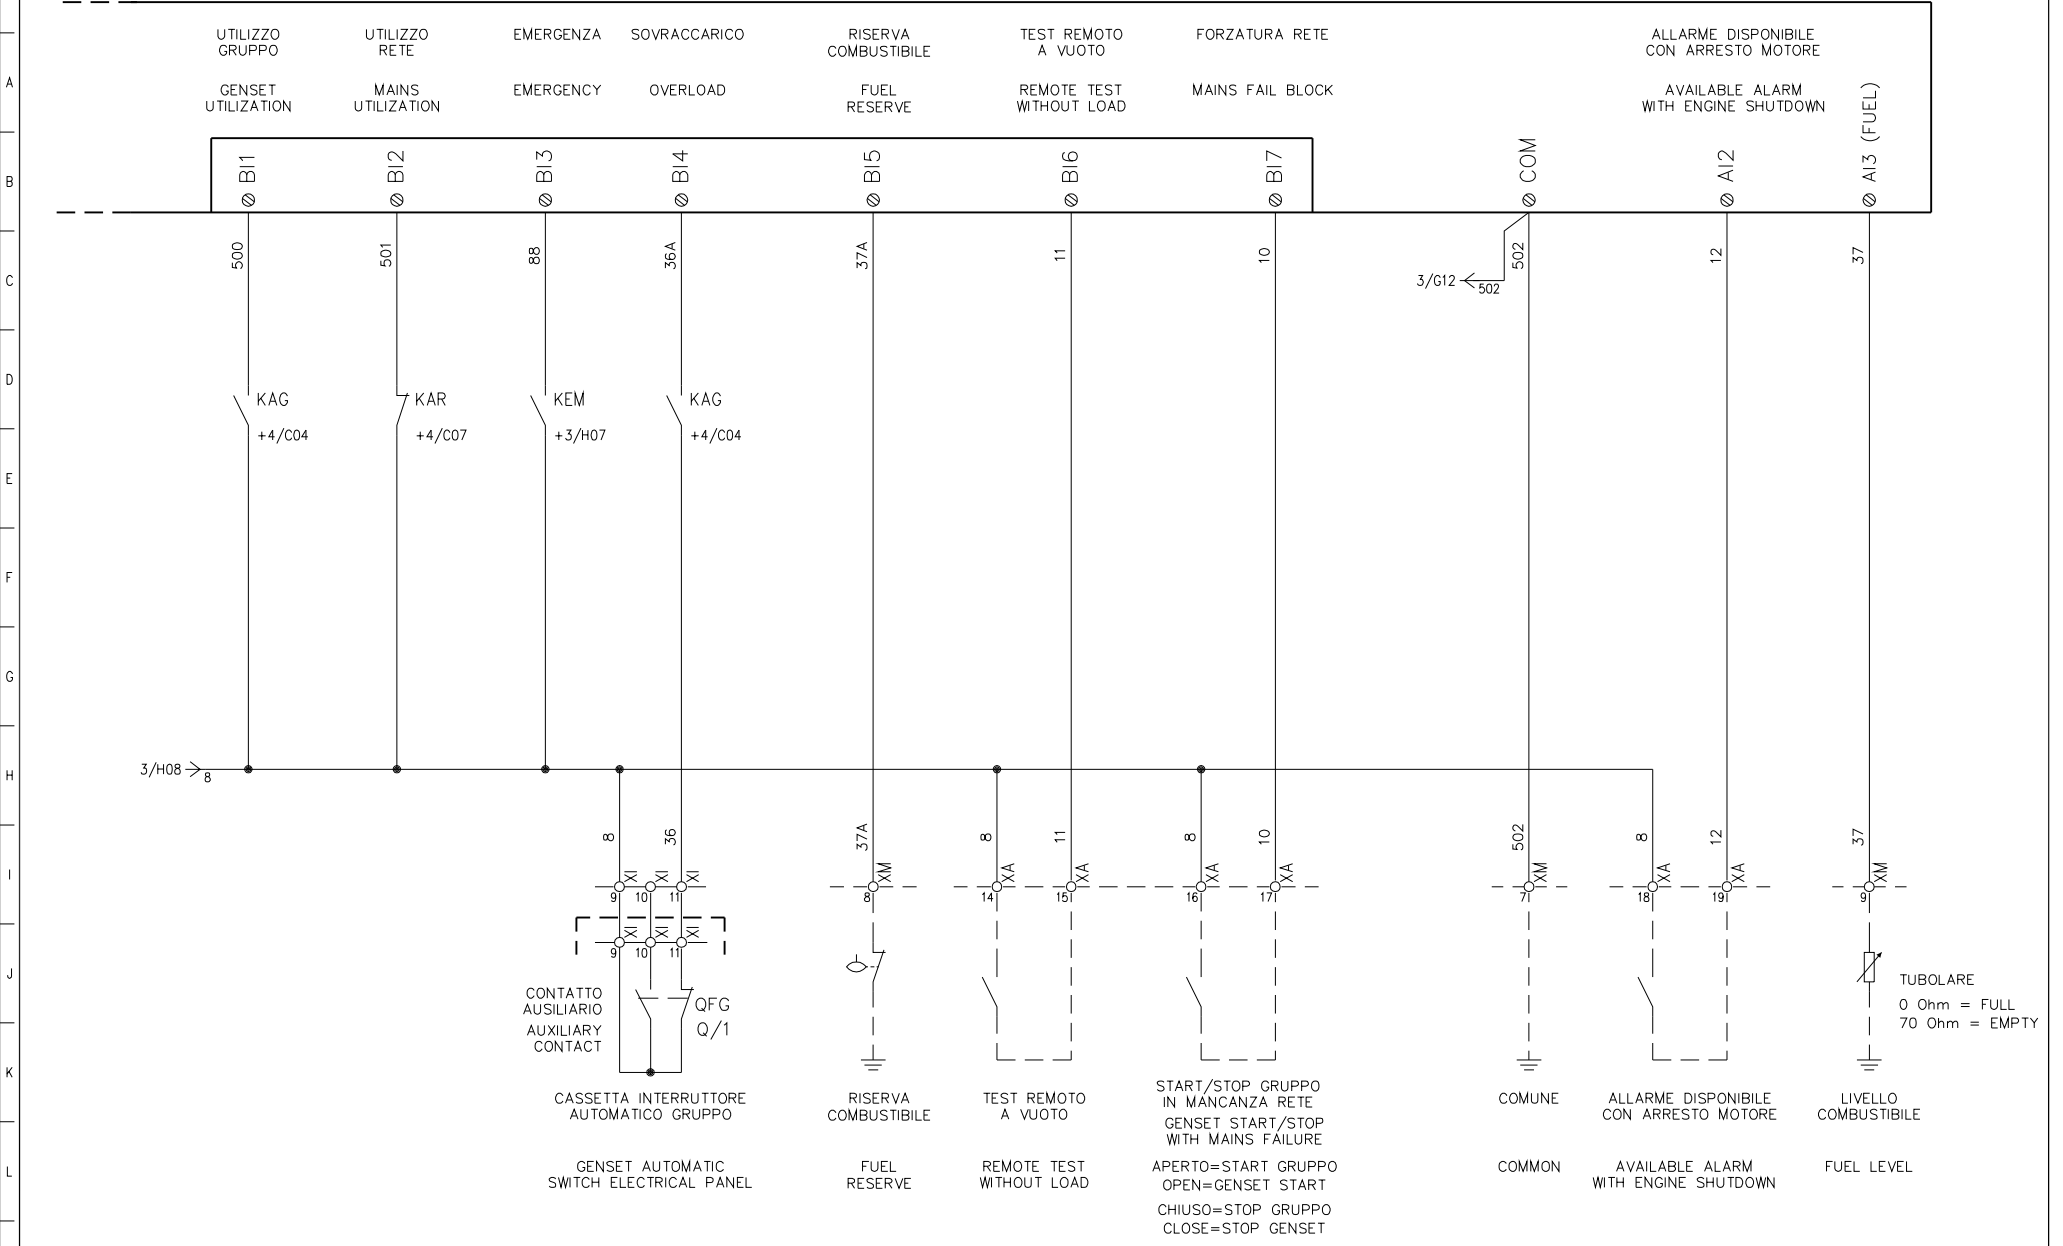 UTILIZZO
GRUPPO
UTILIZZO
RETE
EMERGENZA
SOVRACCARICO
RISERVA
COMBUSTIBILE
TEST REMOTO
A VUOTO
FORZATURA RETE
ALLARME DISPONIBILE
CON ARRESTO MOTORE
A
GENSET
UTILIZATION
MAINS
UTILIZATION
EMERGENCY
OVERLOAD
FUEL
RESERVE
REMOTE TEST
WITHOUT LOAD
MAINS FAIL BLOCK
AVAILABLE ALARM
WITH ENGINE SHUTDOWN
B
BI1
BI2
BI3
BI4
BI5
BI6
BI7
COM
AI2
AI3 (FUEL)
C
500
501
88
36A
37A
11
10
3/G12
502
502
12
37
D
KAG
+4/C04
KAR
+4/C07
KEM
+3/H07
KAG
+4/C04
E
F
G
H
3/H08
8
I
8
36
37A
8
11
8
10
502
8
12
37
XI
XI
XI
XM
XA
XA
XA
XA
XM
XA
XA
XM
9
10
11
8
14
15
16
17
7
18
19
9
XI
XI
XI
9
10
11
J
CONTATTO
AUSILIARIO
AUXILIARY
CONTACT
QFG
Q/1
TUBOLARE
0 Ohm = FULL
70 Ohm = EMPTY
K
CASSETTA INTERRUTTORE
AUTOMATICO GRUPPO
RISERVA
COMBUSTIBILE
TEST REMOTO
A VUOTO
START/STOP GRUPPO
IN MANCANZA RETE
GENSET START/STOP
WITH MAINS FAILURE
COMUNE
ALLARME DISPONIBILE
CON ARRESTO MOTORE
LIVELLO
COMBUSTIBILE
L
GENSET AUTOMATIC
SWITCH ELECTRICAL PANEL
FUEL
RESERVE
REMOTE TEST
WITHOUT LOAD
APERTO=START GRUPPO
OPEN=GENSET START
CHIUSO=STOP GRUPPO
CLOSE=STOP GENSET
COMMON
AVAILABLE ALARM
WITH ENGINE SHUTDOWN
FUEL LEVEL